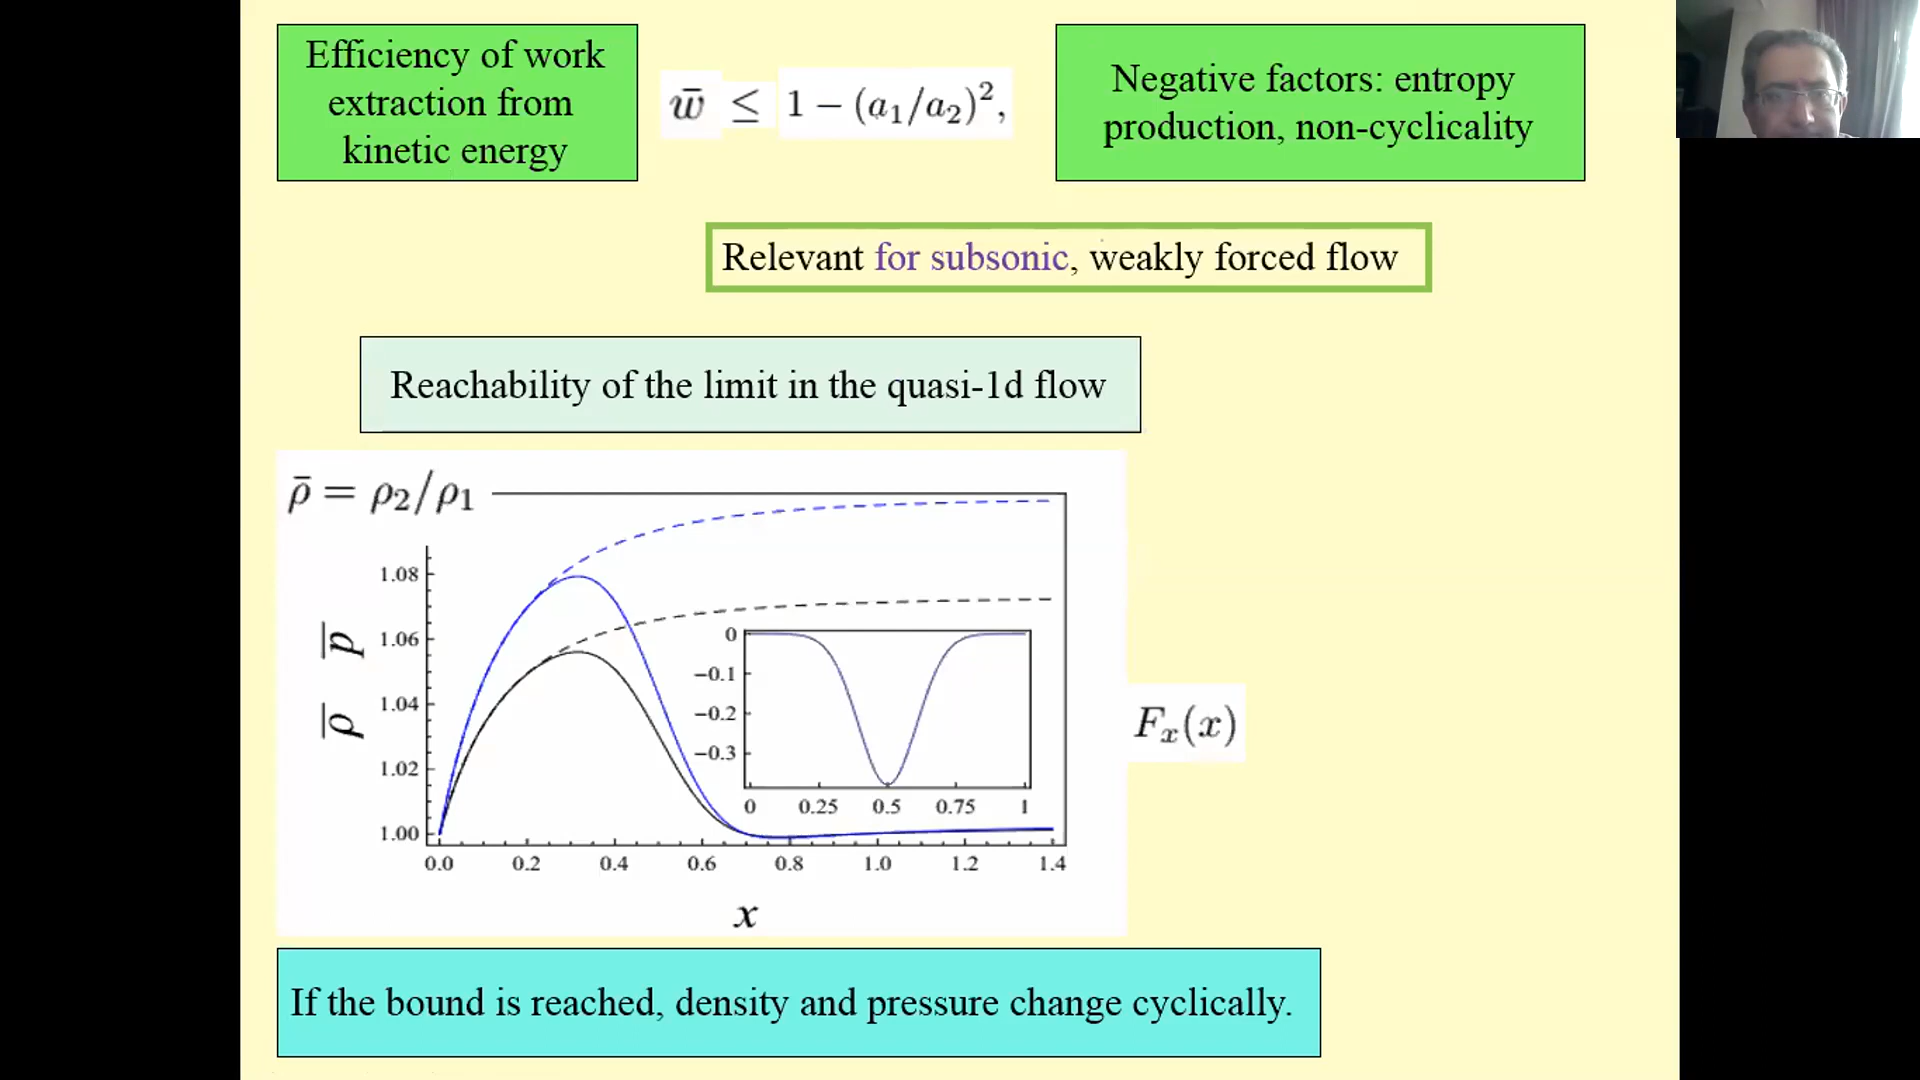 Efficiency of work
extraction from
kinetic energy
w̄ ≤ 1 − (a₁/a₂)²,
Negative factors: entropy
production, non-cyclicality
Relevant for subsonic, weakly forced flow
Reachability of the limit in the quasi-1d flow
ρ̄ = ρ₂/ρ₁
1.08
1.06
1.04
1.02
1.00
p̄
ρ̄
0.0 0.2 0.4 0.6 0.8 1.0 1.2 1.4
x
0
−0.1
−0.2
−0.3
0 0.25 0.5 0.75 1
Fₓ(x)
If the bound is reached, density and pressure change cyclically.